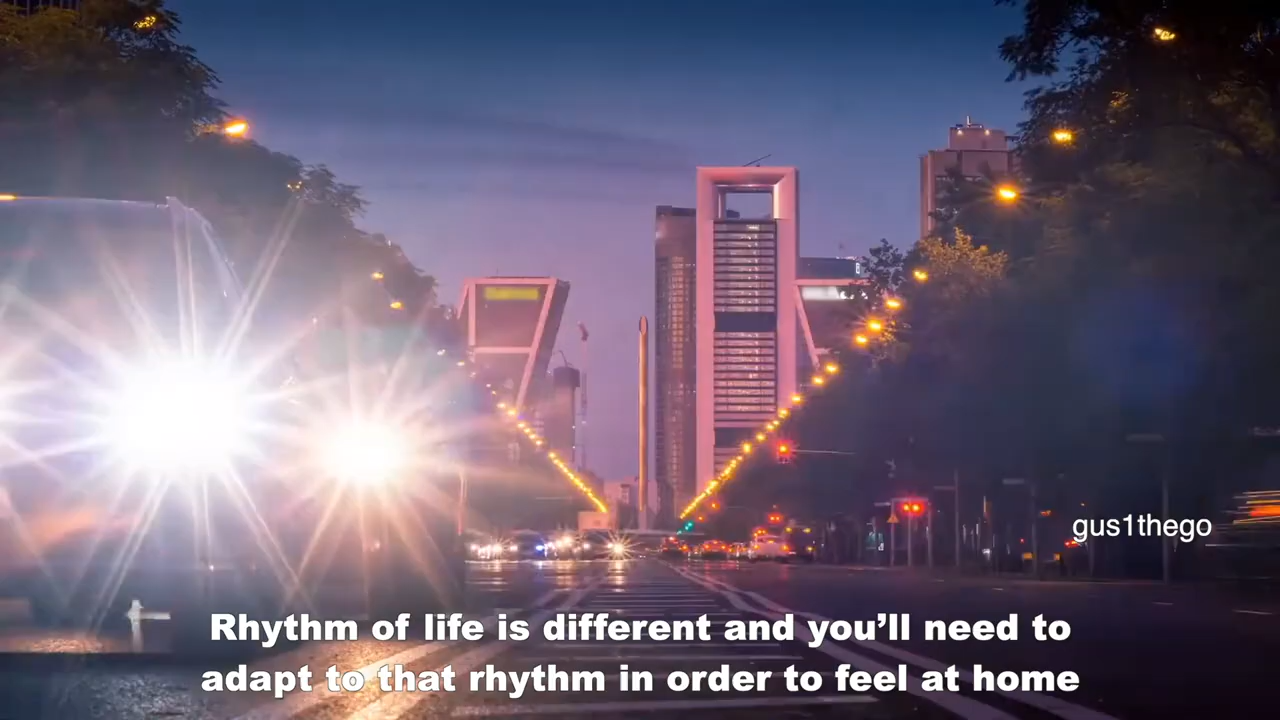 gus1thego
Rhythm of life is different and you’ll need to
adapt to that rhythm in order to feel at home